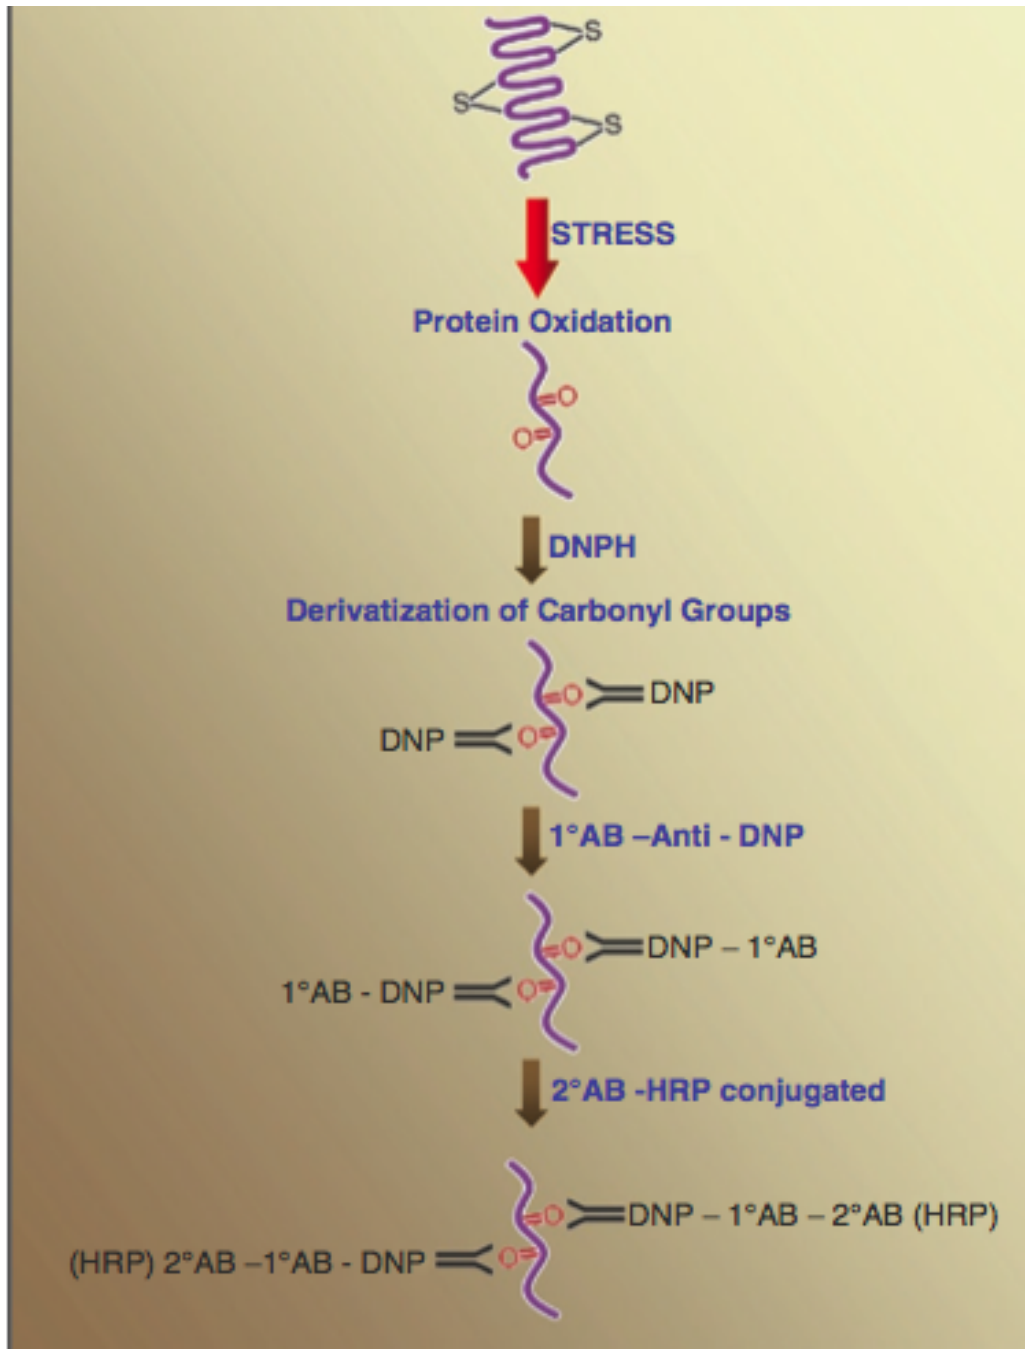 S
S
S
STRESS
Protein Oxidation
O
O
DNPH
Derivatization of Carbonyl Groups
O DNP
DNP O
1°AB –Anti - DNP
O DNP – 1°AB
1°AB - DNP O
2°AB -HRP conjugated
O DNP – 1°AB – 2°AB (HRP)
(HRP) 2°AB –1°AB - DNP O